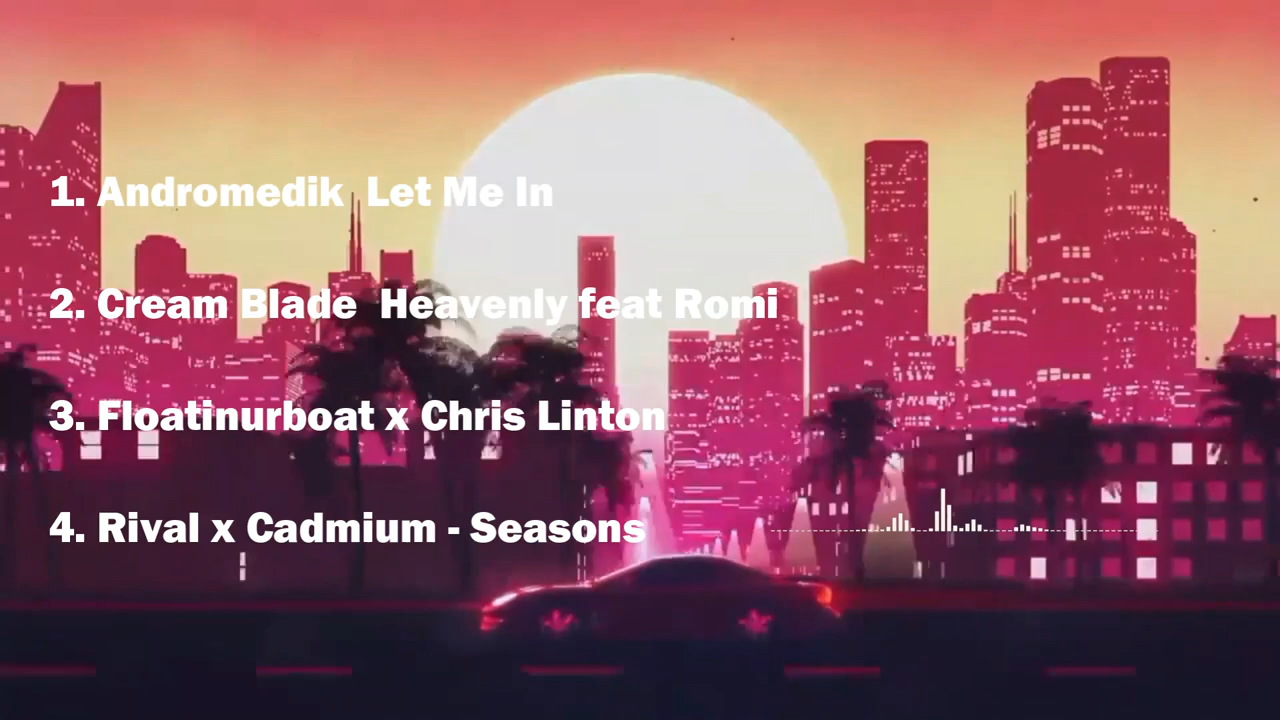 1. Andromedik  Let Me In
2. Cream Blade  Heavenly feat Romi
3. Floatinurboat x Chris Linton
4. Rival x Cadmium - Seasons